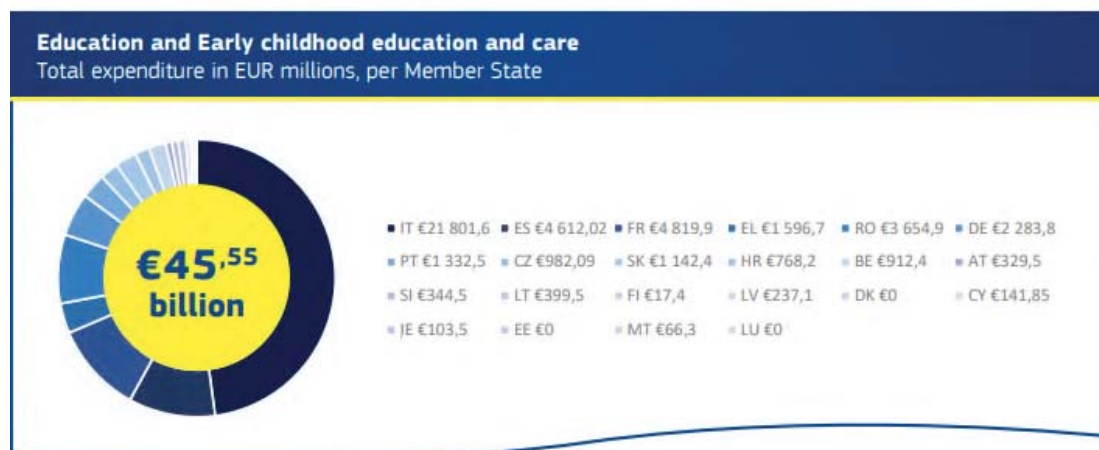 Education and Early childhood education and care
Total expenditure in EUR millions, per Member State
€45,55
billion
IT €21 801,6 ES €4 612,02 FR €4 819,9 EL €1 596,7 RO €3 654,9 DE €2 283,8
PT €1 332,5 CZ €982,09 SK €1 142,4 HR €768,2 BE €912,4 AT €329,5
SI €344,5 LT €399,5 FI €17,4 LV €237,1 DK €0 CY €141,85
JE €103,5 EE €0 MT €66,3 LU €0